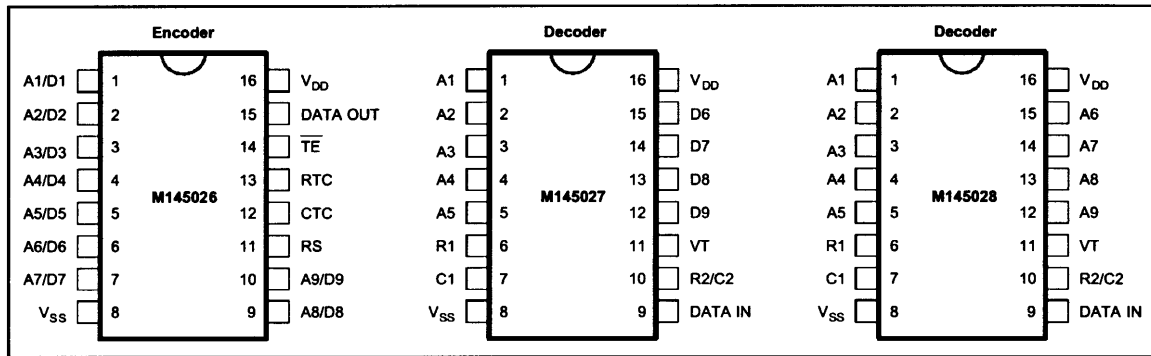 Encoder
A1/D1 1 16 VDD
A2/D2 2 15 DATA OUT
A3/D3 3 14 TE
A4/D4 4 13 RTC
M145026
A5/D5 5 12 CTC
A6/D6 6 11 RS
A7/D7 7 10 A9/D9
VSS 8 9 A8/D8
Decoder
A1 1 16 VDD
A2 2 15 D6
A3 3 14 D7
A4 4 13 D8
M145027
A5 5 12 D9
R1 6 11 VT
C1 7 10 R2/C2
VSS 8 9 DATA IN
Decoder
A1 1 16 VDD
A2 2 15 A6
A3 3 14 A7
A4 4 13 A8
M145028
A5 5 12 A9
R1 6 11 VT
C1 7 10 R2/C2
VSS 8 9 DATA IN